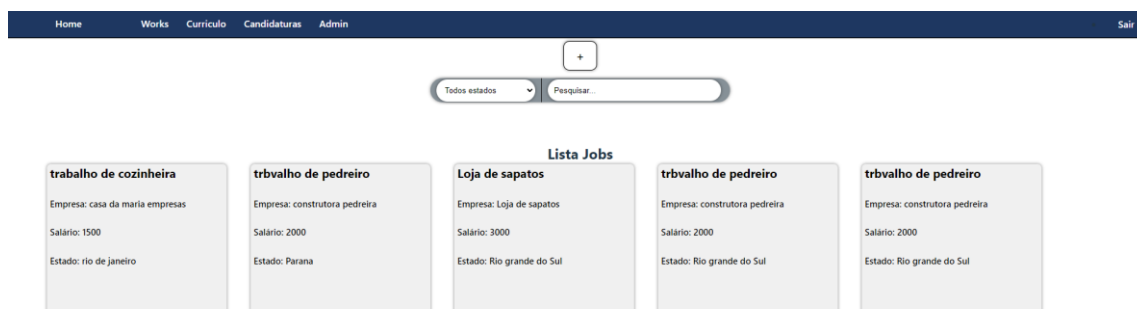 Home Works Curriculo Candidaturas Admin Sair
+
Todos estados Pesquisar...
Lista Jobs
trabalho de cozinheira
Empresa: casa da maria empresas
Salário: 1500
Estado: rio de janeiro
trbvalho de pedreiro
Empresa: construtora pedreira
Salário: 2000
Estado: Parana
Loja de sapatos
Empresa: Loja de sapatos
Salário: 3000
Estado: Rio grande do Sul
trbvalho de pedreiro
Empresa: construtora pedreira
Salário: 2000
Estado: Rio grande do Sul
trbvalho de pedreiro
Empresa: construtora pedreira
Salário: 2000
Estado: Rio grande do Sul